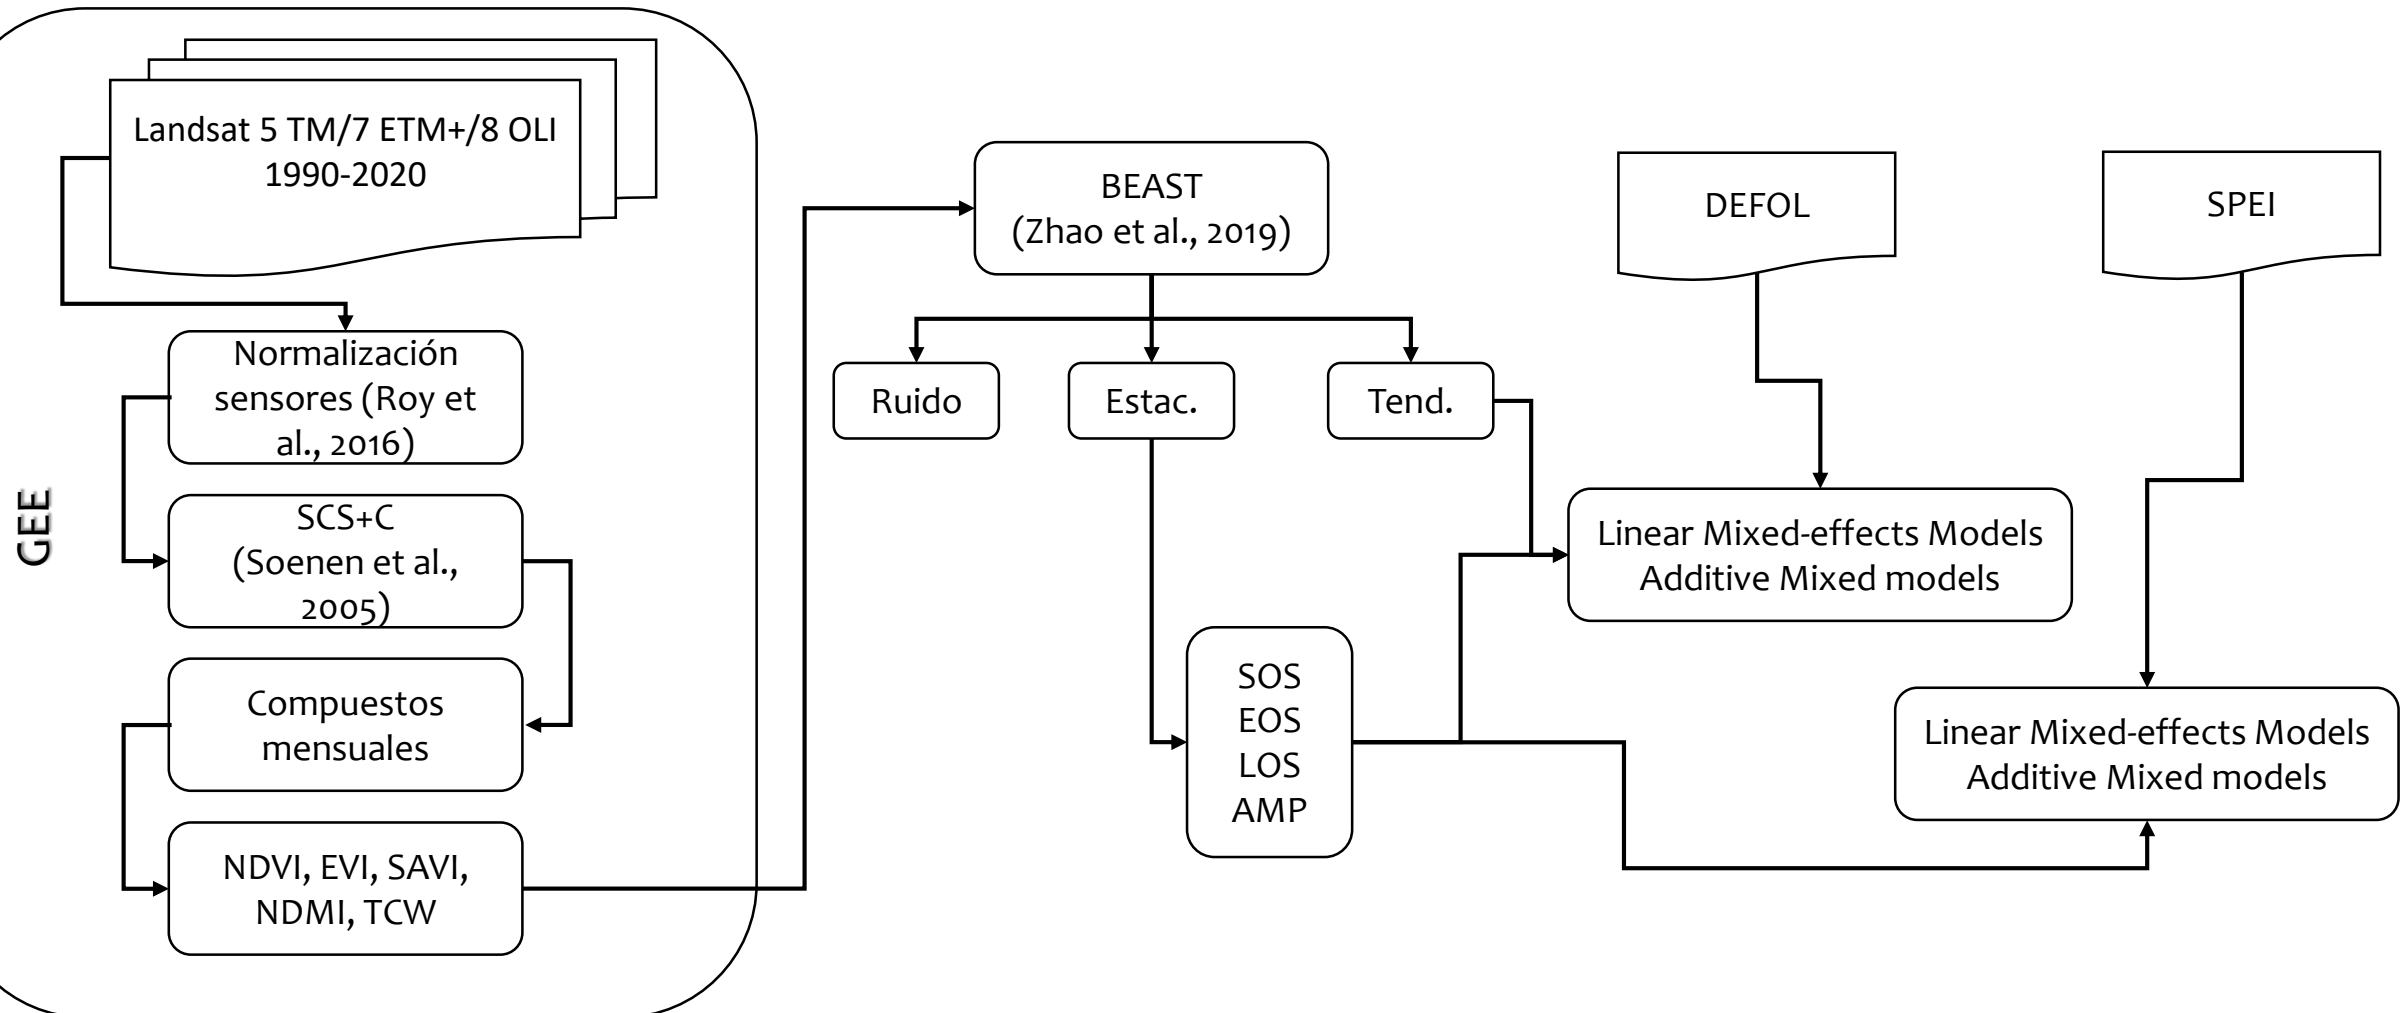 Landsat 5 TM/7 ETM+/8 OLI
1990-2020
Normalización
sensores (Roy et
al., 2016)
SCS+C
(Soenen et al.,
2005)
Compuestos
mensuales
NDVI, EVI, SAVI,
NDMI, TCW
GEE
BEAST
(Zhao et al., 2019)
Ruido
Estac.
Tend.
SOS
EOS
LOS
AMP
DEFOL
SPEI
Linear Mixed-effects Models
Additive Mixed models
Linear Mixed-effects Models
Additive Mixed models